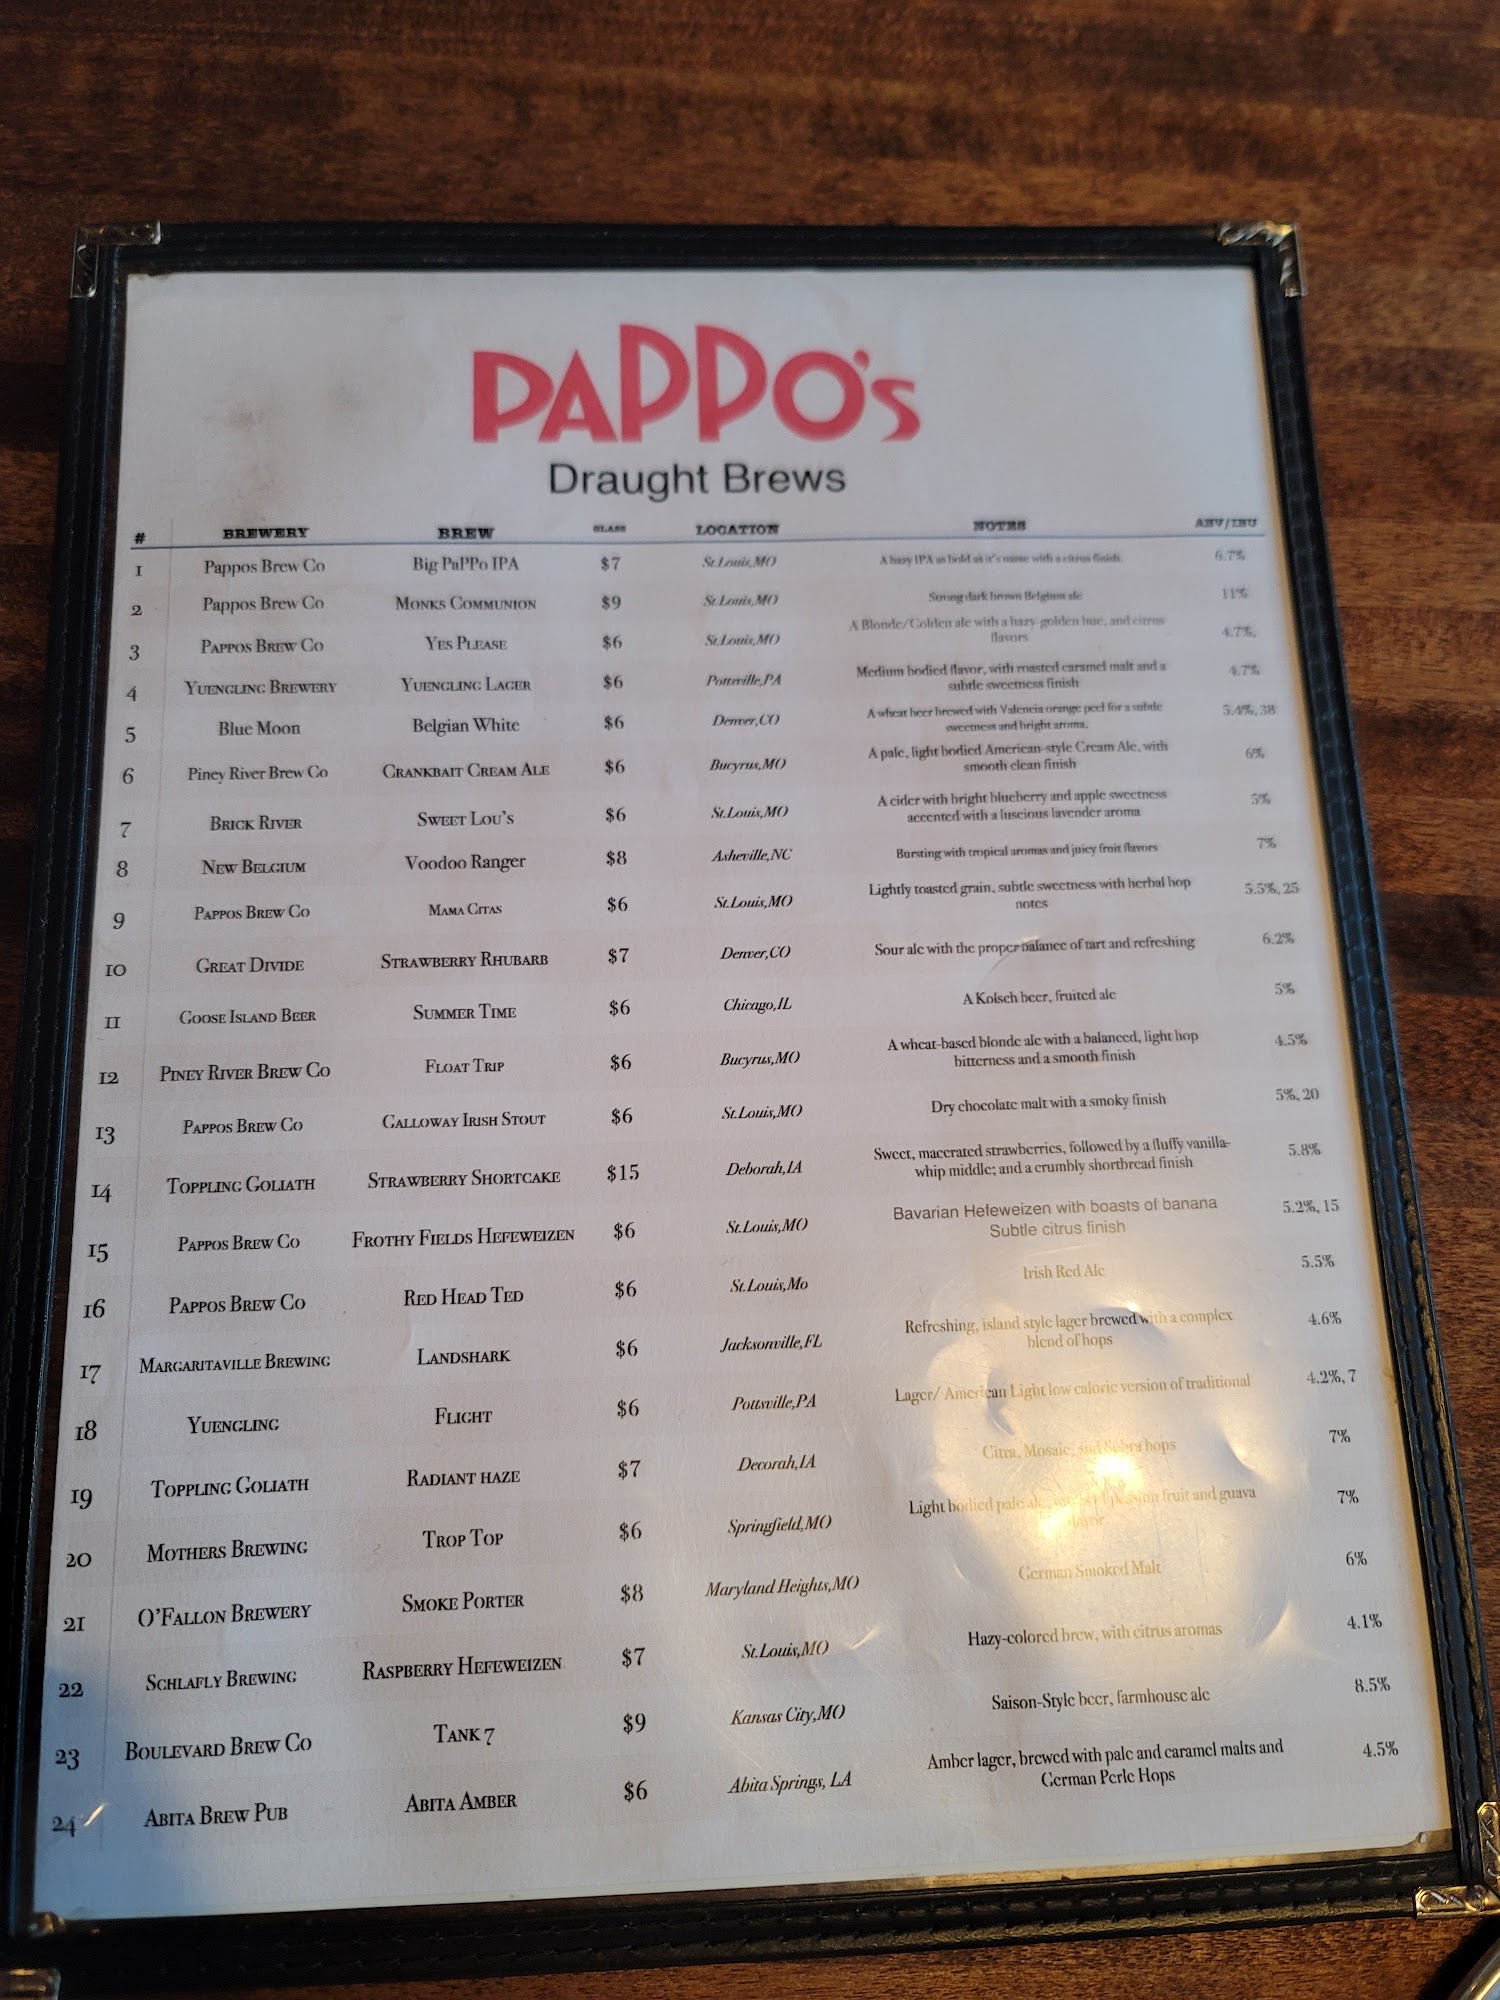 PAPPO's
Draught Brews
# BREWERY BREW GLASS LOCATION NOTES ABV/IBU
1 Pappos Brew Co Big PaPPo IPA $7 St.Louis,MO A hazy IPA as bold as it's name with a citrus finish. 6.7%
2 Pappos Brew Co MONKS COMMUNION $9 St.Louis,MO Strong dark brown Belgium ale 11%
3 PAPPOS BREW CO YES PLEASE $6 St.Louis,MO A Blonde/Golden ale with a hazy-golden hue, and citrus 4.7%,
flavors
4 YUENGLING BREWERY YUENGLING LAGER $6 Pottsville,PA Medium bodied flavor, with roasted caramel malt and a 4.7%
subtle sweetness finish
5 Blue Moon Belgian White $6 Denver,CO A wheat beer brewed with Valencia orange peel for a subtle 5.4%, 38
sweetness and bright aroma.
6 Piney River Brew Co CRANKBAIT CREAM ALE $6 Bucyrus,MO A pale, light bodied American-style Cream Ale, with 6%
smooth clean finish
7 BRICK RIVER SWEET LOU'S $6 St.Louis,MO A cider with bright blueberry and apple sweetness 5%
accented with a luscious lavender aroma
8 NEW BELGIUM Voodoo Ranger $8 Asheville,NC Bursting with tropical aromas and juicy fruit flavors 7%
9 PAPPOS BREW CO MAMA CITAS $6 St.Louis,MO Lightly toasted grain, subtle sweetness with herbal hop 5.5%, 25
notes
10 GREAT DIVIDE STRAWBERRY RHUBARB $7 Denver,CO Sour ale with the proper balance of tart and refreshing 6.2%
11 GOOSE ISLAND BEER SUMMER TIME $6 Chicago,IL A Kolsch beer, fruited ale 5%
12 PINEY RIVER BREW CO FLOAT TRIP $6 Bucyrus,MO A wheat-based blonde ale with a balanced, light hop 4.5%
bitterness and a smooth finish
13 PAPPOS BREW CO GALLOWAY IRISH STOUT $6 St.Louis,MO Dry chocolate malt with a smoky finish 5%, 20
14 TOPPLING GOLIATH STRAWBERRY SHORTCAKE $15 Deborah,IA Sweet, macerated strawberries, followed by a fluffy vanilla- 5.8%
whip middle; and a crumbly shortbread finish
15 PAPPOS BREW CO FROTHY FIELDS HEFEWEIZEN $6 St.Louis,MO Bavarian Hefeweizen with boasts of banana 5.2%, 15
Subtle citrus finish
16 PAPPOS BREW CO RED HEAD TED $6 St.Louis,Mo Irish Red Ale 5.5%
17 MARGARITAVILLE BREWING LANDSHARK $6 Jacksonville,FL Refreshing, island style lager brewed with a complex 4.6%
blend of hops
18 YUENGLING FLIGHT $6 Pottsville,PA Lager/ American Light low calorie version of traditional 4.2%, 7
19 TOPPLING GOLIATH RADIANT HAZE $7 Decorah,IA Citra, Mosaic, and Sabra hops 7%
20 MOTHERS BREWING TROP TOP $6 Springfield,MO Light bodied pale passion fruit and guava 7%
21 O'FALLON BREWERY SMOKE PORTER $8 Maryland Heights,MO German Smoked Malt 6%
22 SCHLAFLY BREWING RASPBERRY HEFEWEIZEN $7 St.Louis,MO Hazy-colored brew, with citrus aromas 4.1%
23 BOULEVARD BREW CO TANK 7 $9 Kansas City,MO Saison-Style beer, farmhouse ale 8.5%
24 ABITA BREW PUB ABITA AMBER $6 Abita Springs, LA Amber lager, brewed with pale and caramel malts and 4.5%
German Perle Hops